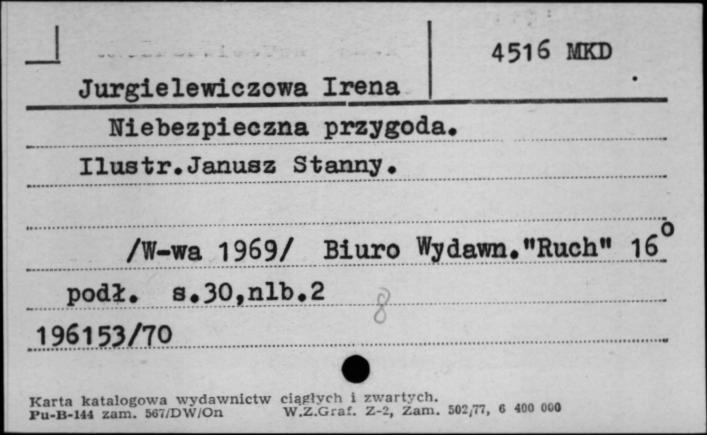 4516 MKD
Jurgielewiczowa Irena
Niebezpieczna przygoda.
Ilustr.Janusz Stanny.
/W-wa 1969/ Biuro Wydawn."Ruch" 16°
podł. s.30,nlb.2
8
196153/70
Karta katalogowa wydawnictw ciągłych i zwartych.
Pu-B-144 zam. 567/DW/On W.Z.Graf. Z-2, Zam. 502/77, 6 400 000